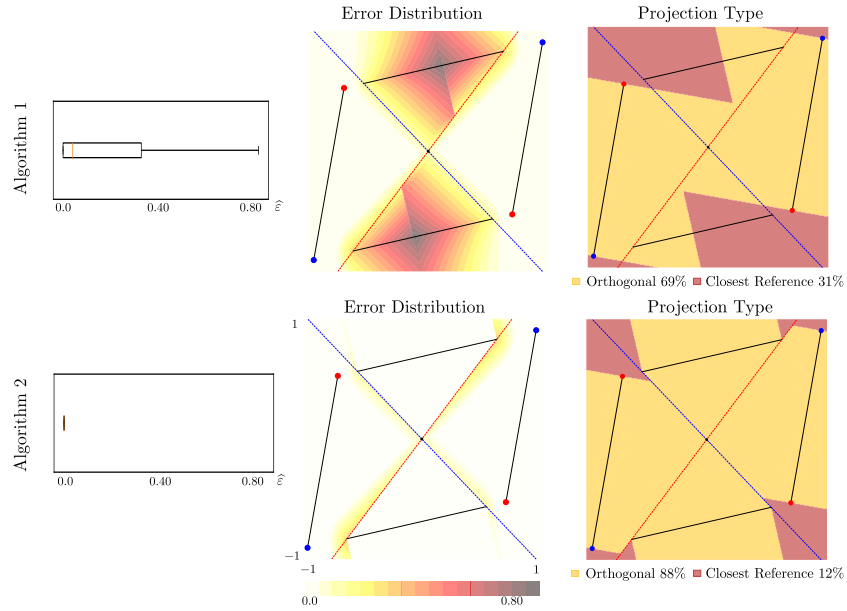 Error Distribution
Projection Type
Algorithm 1
0.0 0.40 0.80 ε̂
Orthogonal 69% Closest Reference 31%
Error Distribution
Projection Type
1
Algorithm 2
0.0 0.40 0.80 ε̂
−1
−1 1
Orthogonal 88% Closest Reference 12%
0.0 0.80